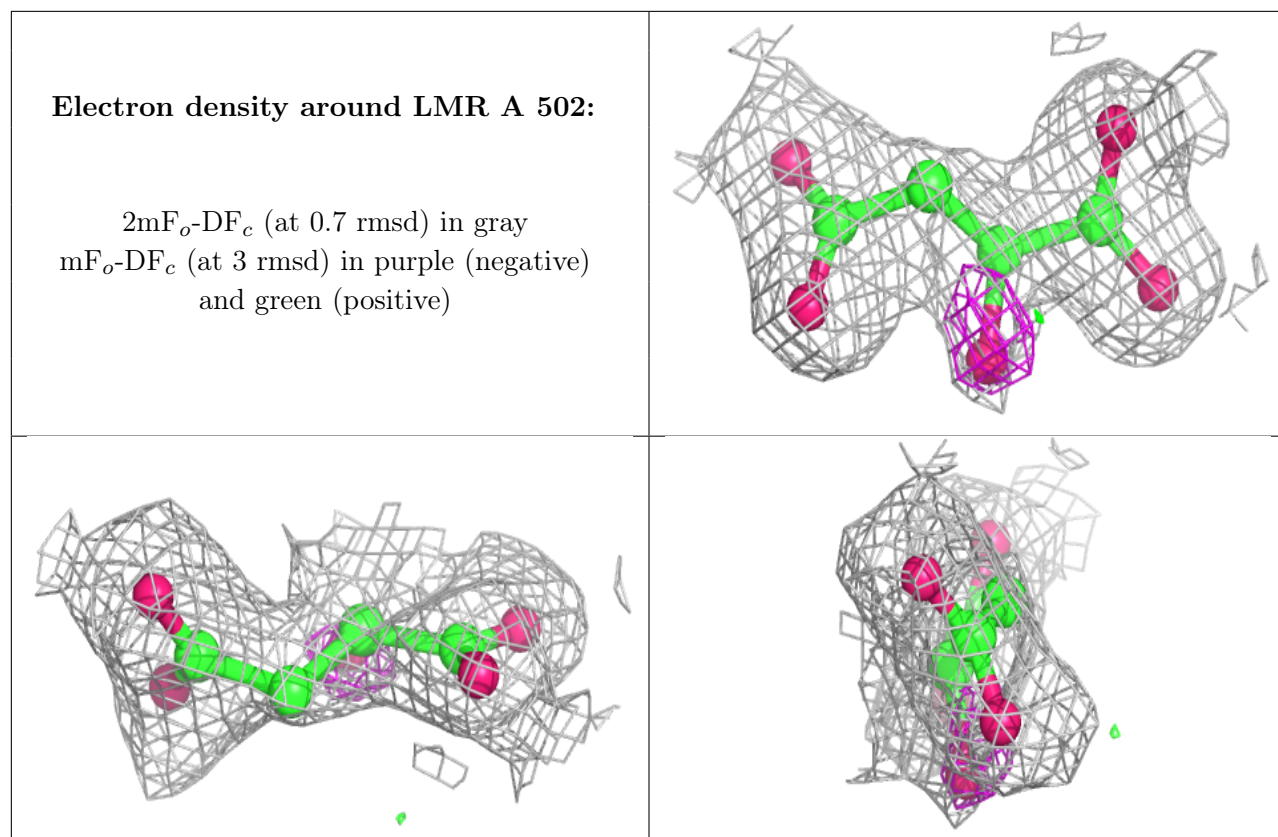 Electron density around LMR A 502:
2mFₒ-DF𝒸 (at 0.7 rmsd) in gray
mFₒ-DF𝒸 (at 3 rmsd) in purple (negative)
and green (positive)